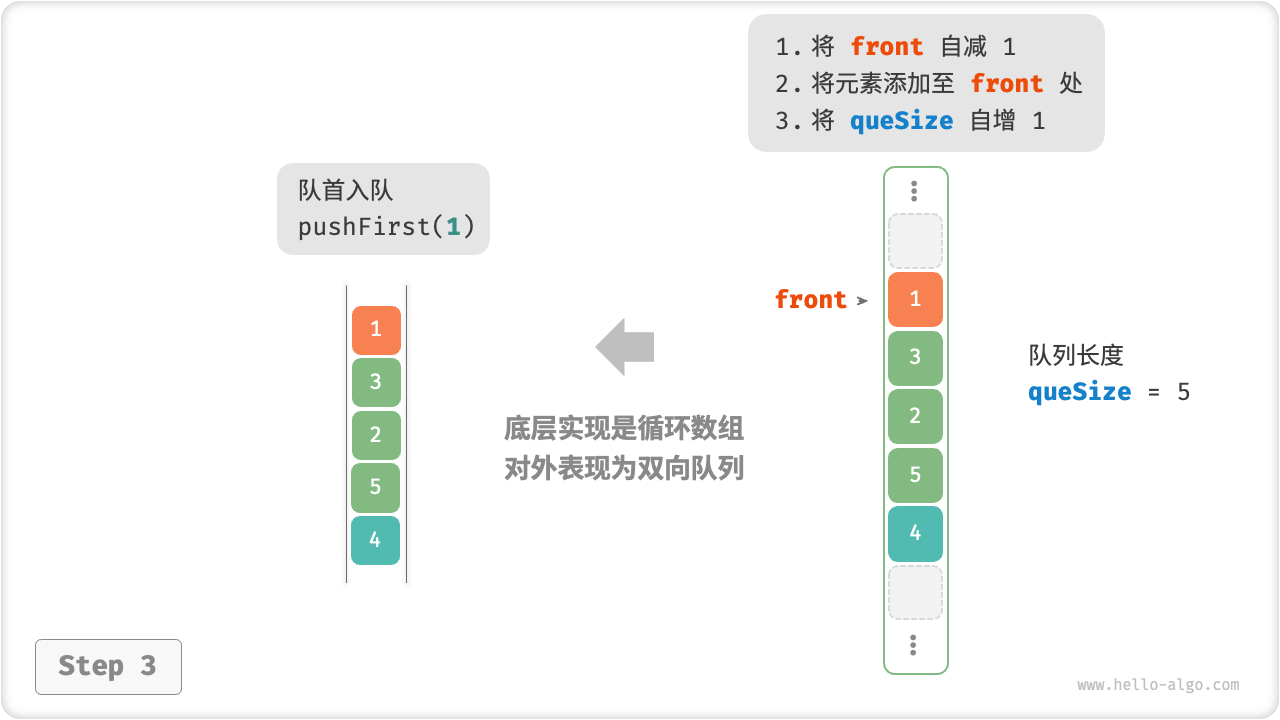 1. 将 front 自减 1
2. 将元素添加至 front 处
3. 将 queSize 自增 1
队首入队
pushFirst(1)
1
3
2
5
4
底层实现是循环数组
对外表现为双向队列
front ➤
1
3
2
5
4
队列长度
queSize = 5
Step 3
www.hello-algo.com